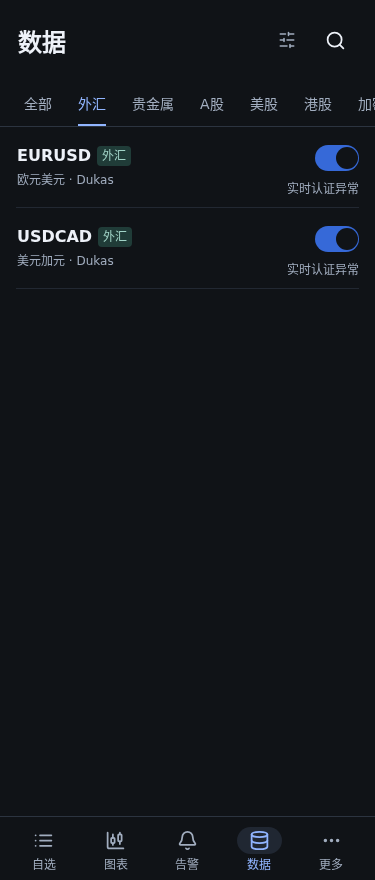 数据
全部 外汇 贵金属 A股 美股 港股
EURUSD 外汇
欧元美元 · Dukas
实时认证异常
USDCAD 外汇
美元加元 · Dukas
实时认证异常
自选 图表 告警 数据 更多